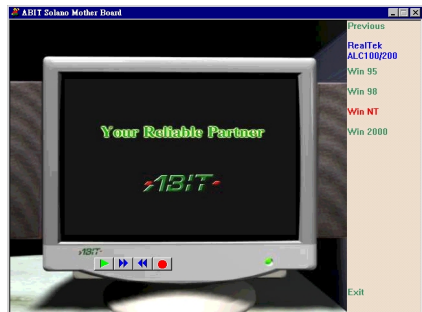 ABIT Solano Mother Board
Previous
RealTek
ALC100/200
Win 95
Win 98
Win NT
Win 2000
Your Reliable Partner
ABIT
ABIT
Exit